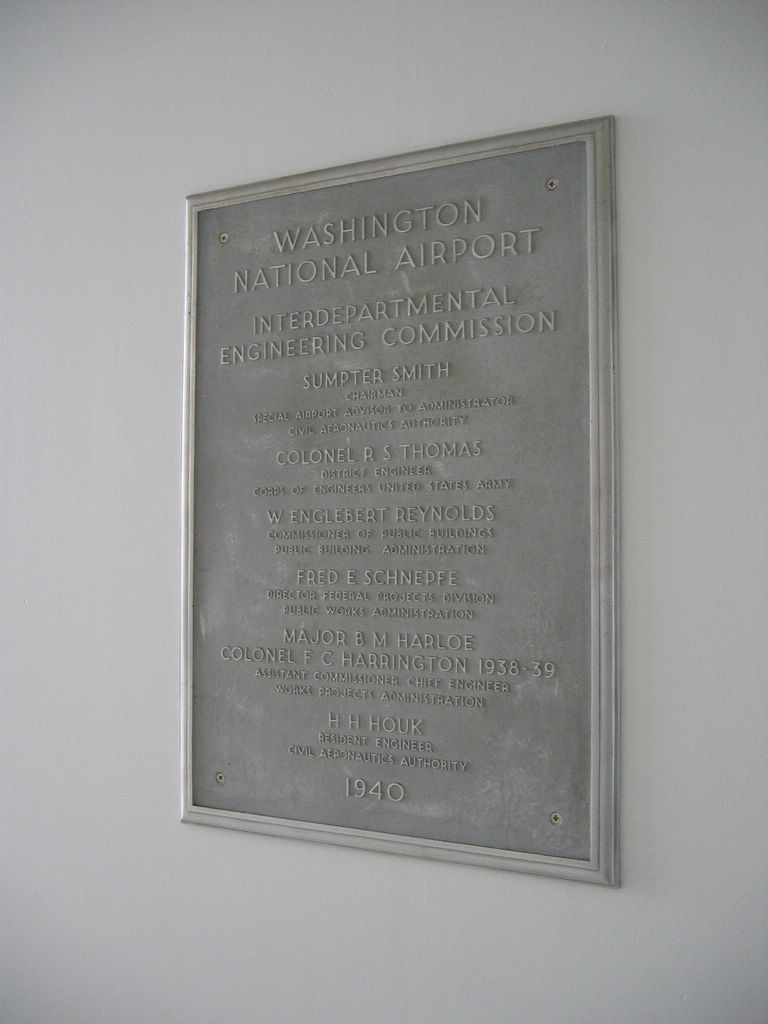 WASHINGTON
NATIONAL AIRPORT
INTERDEPARTMENTAL
ENGINEERING COMMISSION
SUMPTER SMITH
CHAIRMAN
SPECIAL AIRPORT ADVISOR TO ADMINISTRATOR
CIVIL AERONAUTICS AUTHORITY
COLONEL R S THOMAS
DISTRICT ENGINEER
CORPS OF ENGINEERS UNITED STATES ARMY
W ENGLEBERT REYNOLDS
COMMISSIONER OF PUBLIC BUILDINGS
PUBLIC BUILDING ADMINISTRATION
FRED E SCHNEPFE
DIRECTOR FEDERAL PROJECTS DIVISION
PUBLIC WORKS ADMINISTRATION
MAJOR B M HARLOE
COLONEL F C HARRINGTON 1938-39
ASSISTANT COMMISSIONER CHIEF ENGINEER
WORKS PROJECTS ADMINISTRATION
H H HOUK
RESIDENT ENGINEER
CIVIL AERONAUTICS AUTHORITY
1940